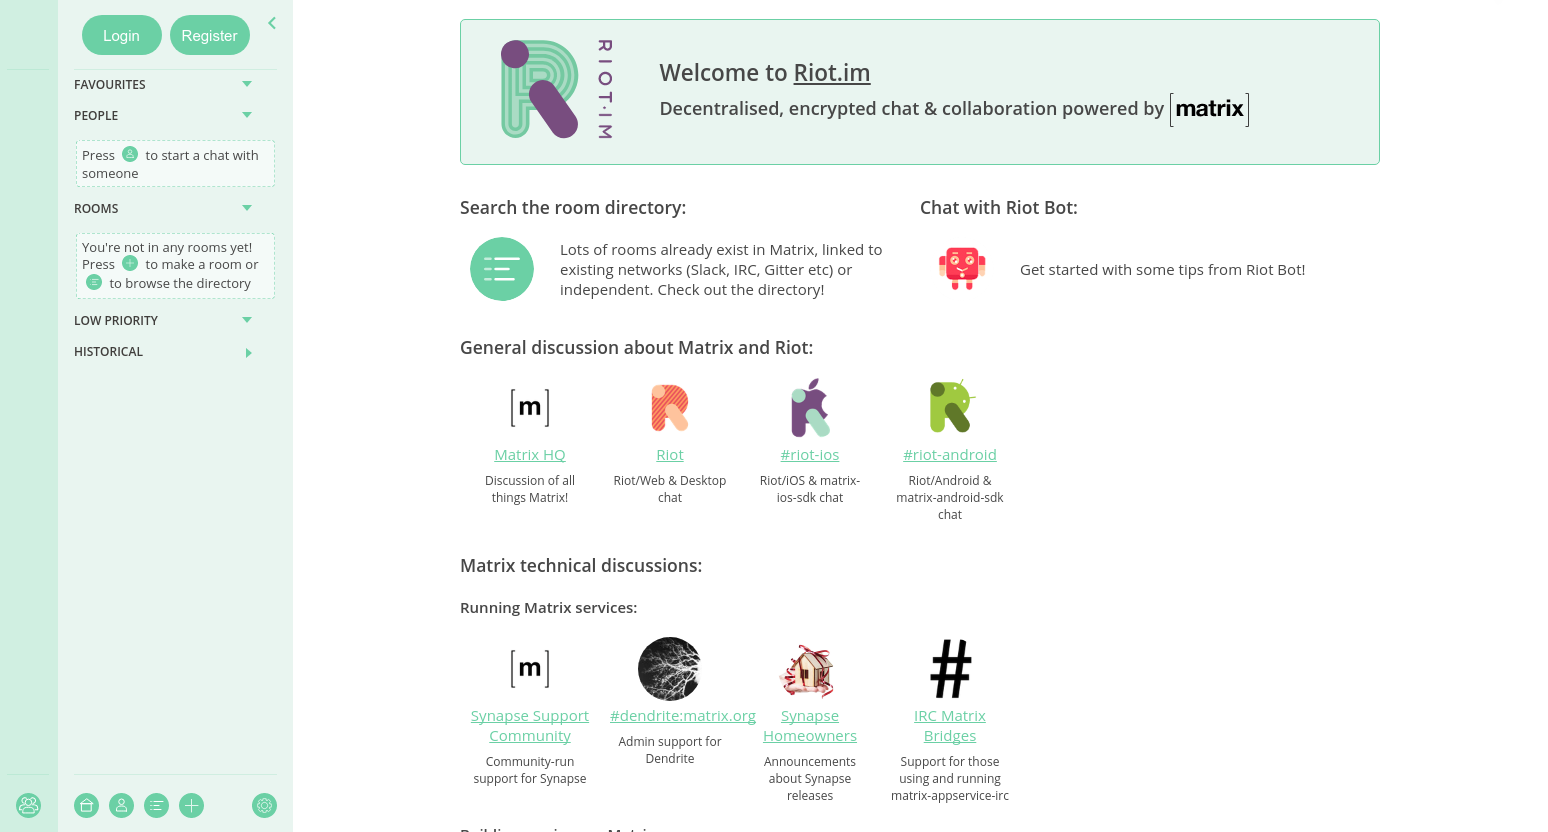 Login
Register
FAVOURITES
PEOPLE
Press to start a chat with
someone
ROOMS
You're not in any rooms yet!
Press to make a room or
to browse the directory
LOW PRIORITY
HISTORICAL
RIOT.IM
Welcome to Riot.im
Decentralised, encrypted chat & collaboration powered by [matrix]
Search the room directory:
Lots of rooms already exist in Matrix, linked to
existing networks (Slack, IRC, Gitter etc) or
independent. Check out the directory!
Chat with Riot Bot:
Get started with some tips from Riot Bot!
General discussion about Matrix and Riot:
[m]
Matrix HQ
Discussion of all
things Matrix!
Riot
Riot/Web & Desktop
chat
#riot-ios
Riot/iOS & matrix-
ios-sdk chat
#riot-android
Riot/Android &
matrix-android-sdk
chat
Matrix technical discussions:
Running Matrix services:
[m]
Synapse Support
Community
Community-run
support for Synapse
#dendrite:matrix.org
Admin support for
Dendrite
Synapse
Homeowners
Announcements
about Synapse
releases
#
IRC Matrix
Bridges
Support for those
using and running
matrix-appservice-irc